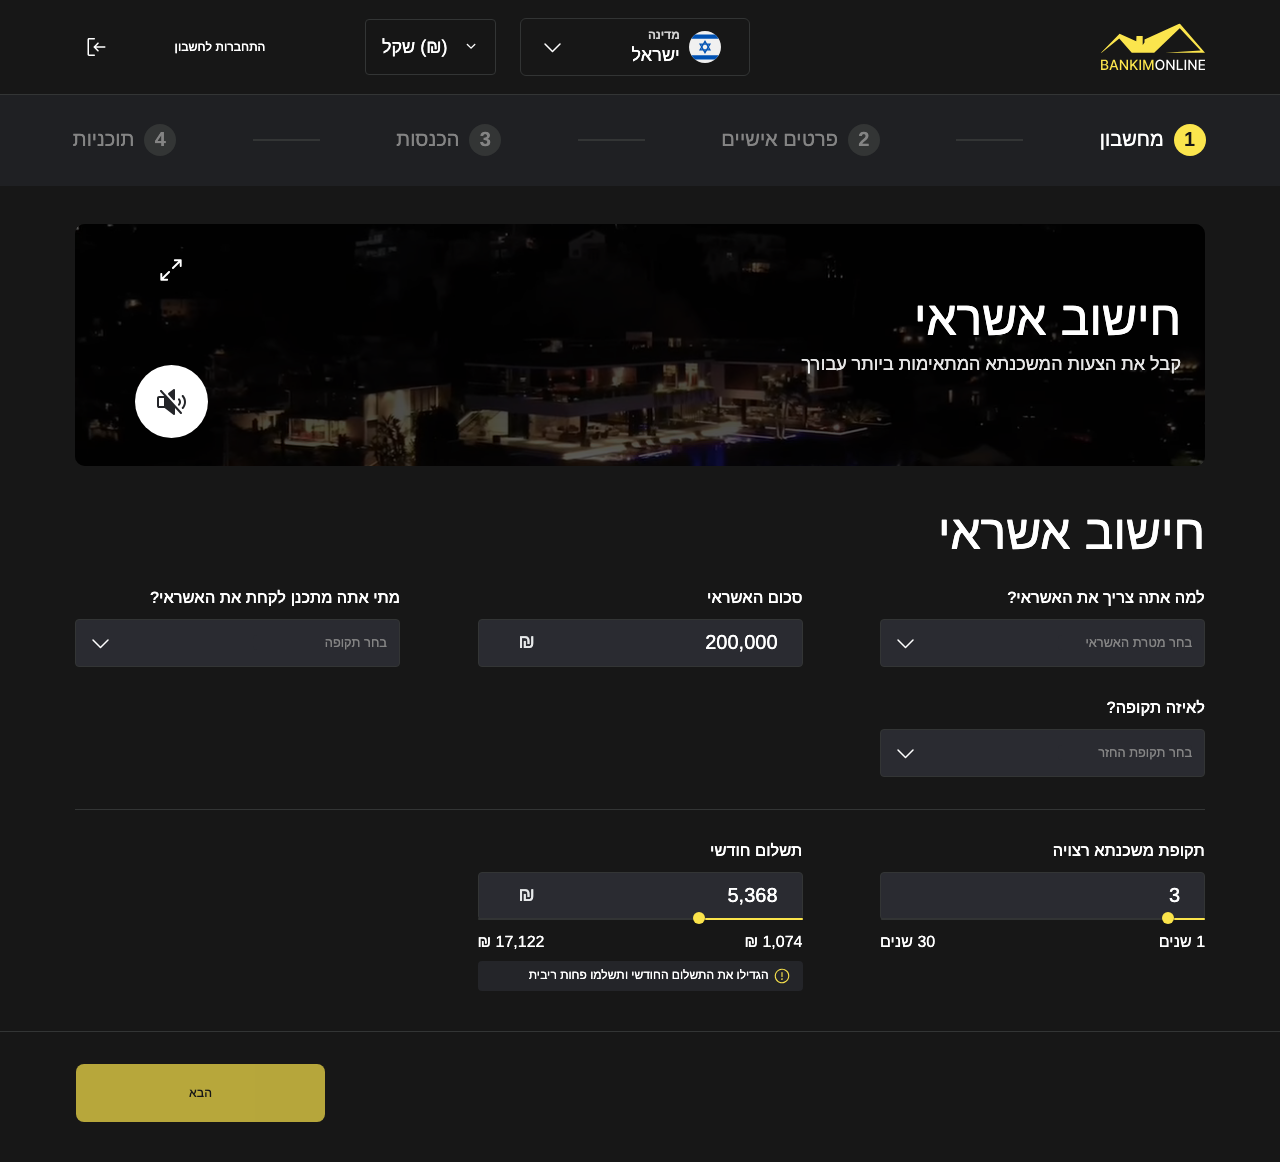 BANKIMONLINE
מדינה
ישראל
שקל (₪)
התחברות לחשבון
1 מחשבון
2 פרטים אישיים
3 הכנסות
4 תוכניות
חישוב אשראי
קבל את הצעות המשכנתא המתאימות ביותר עבורך
חישוב אשראי
למה אתה צריך את האשראי?
בחר מטרת האשראי
סכום האשראי
200,000 ₪
מתי אתה מתכנן לקחת את האשראי?
בחר תקופה
לאיזה תקופה?
בחר תקופת החזר
תקופת משכנתא רצויה
3
1 שנים
30 שנים
תשלום חודשי
5,368 ₪
1,074 ₪
17,122 ₪
הגדילו את התשלום החודשי ותשלמו פחות ריבית
הבא